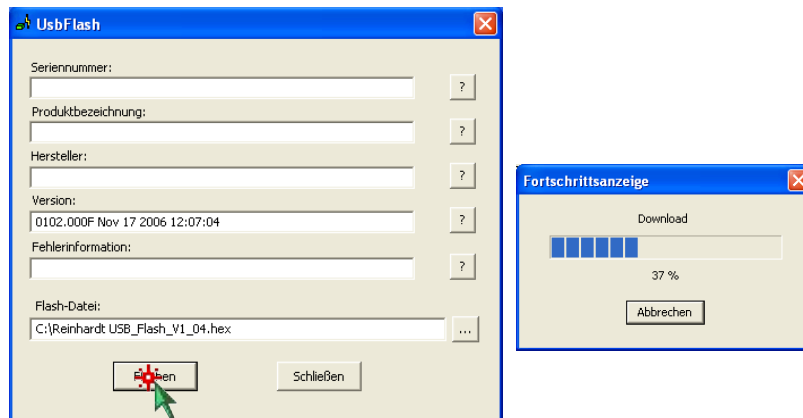 UsbFlash
Seriennummer:
?
Produktbezeichnung:
?
Hersteller:
?
Version:
0102.000F Nov 17 2006 12:07:04
?
Fehlerinformation:
?
Flash-Datei:
C:\Reinhardt USB_Flash_V1_04.hex
...
Schließen
Fortschrittsanzeige
Download
37 %
Abbrechen